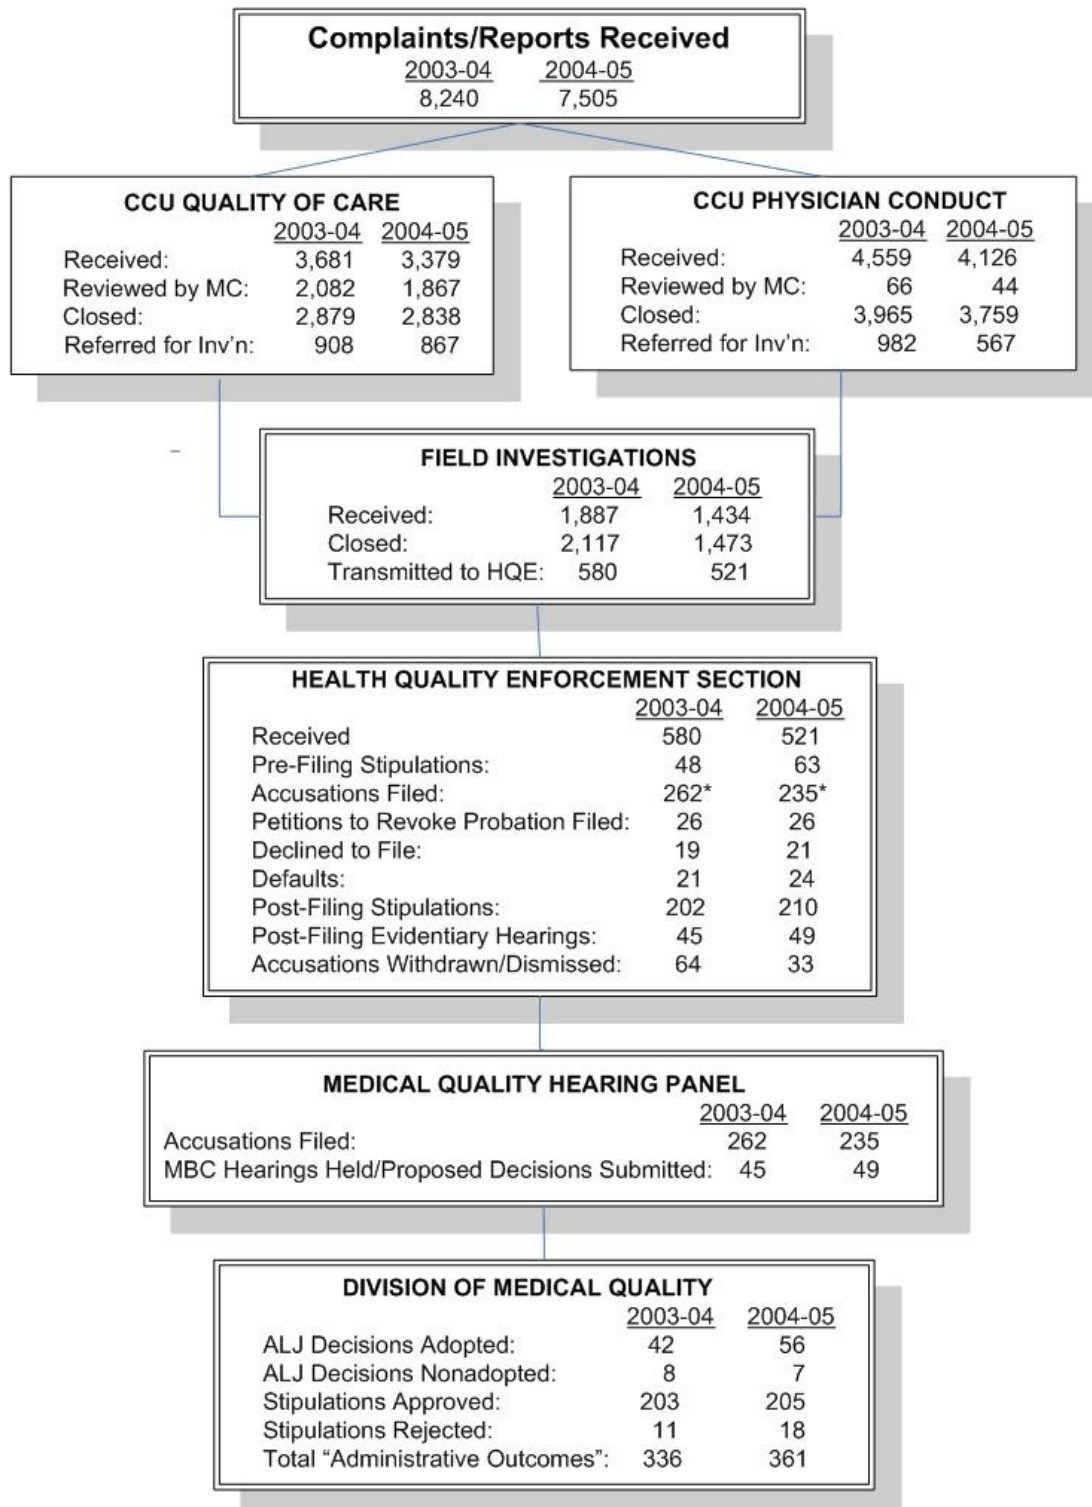 Complaints/Reports Received
2003-04 2004-05
8,240 7,505
CCU QUALITY OF CARE
2003-04 2004-05
Received: 3,681 3,379
Reviewed by MC: 2,082 1,867
Closed: 2,879 2,838
Referred for Inv'n: 908 867
CCU PHYSICIAN CONDUCT
2003-04 2004-05
Received: 4,559 4,126
Reviewed by MC: 66 44
Closed: 3,965 3,759
Referred for Inv'n: 982 567
FIELD INVESTIGATIONS
2003-04 2004-05
Received: 1,887 1,434
Closed: 2,117 1,473
Transmitted to HQE: 580 521
HEALTH QUALITY ENFORCEMENT SECTION
2003-04 2004-05
Received 580 521
Pre-Filing Stipulations: 48 63
Accusations Filed: 262* 235*
Petitions to Revoke Probation Filed: 26 26
Declined to File: 19 21
Defaults: 21 24
Post-Filing Stipulations: 202 210
Post-Filing Evidentiary Hearings: 45 49
Accusations Withdrawn/Dismissed: 64 33
MEDICAL QUALITY HEARING PANEL
2003-04 2004-05
Accusations Filed: 262 235
MBC Hearings Held/Proposed Decisions Submitted: 45 49
DIVISION OF MEDICAL QUALITY
2003-04 2004-05
ALJ Decisions Adopted: 42 56
ALJ Decisions Nonadopted: 8 7
Stipulations Approved: 203 205
Stipulations Rejected: 11 18
Total “Administrative Outcomes”: 336 361